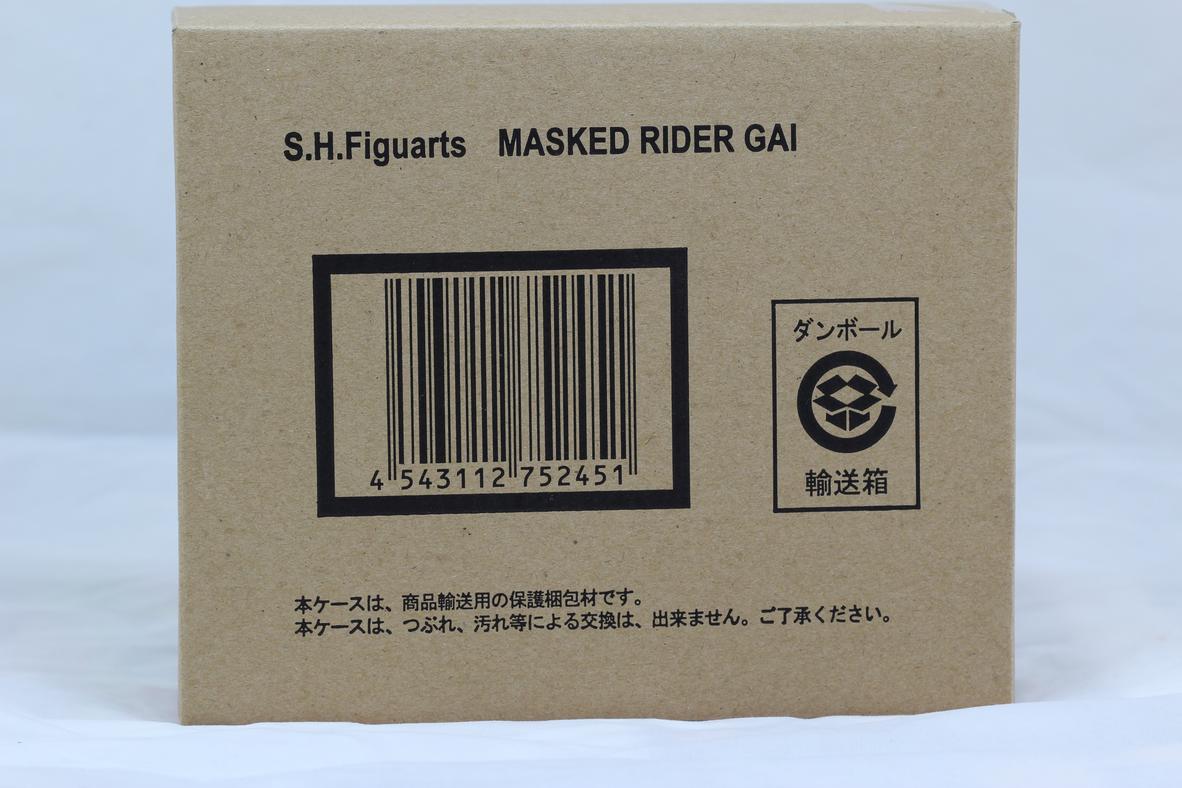 S.H.Figuarts MASKED RIDER GAI
4 543112 752451
ダンボール
輸送箱
本ケースは、商品輸送用の保護梱包材です。
本ケースは、つぶれ、汚れ等による交換は、出来ません。ご了承ください。